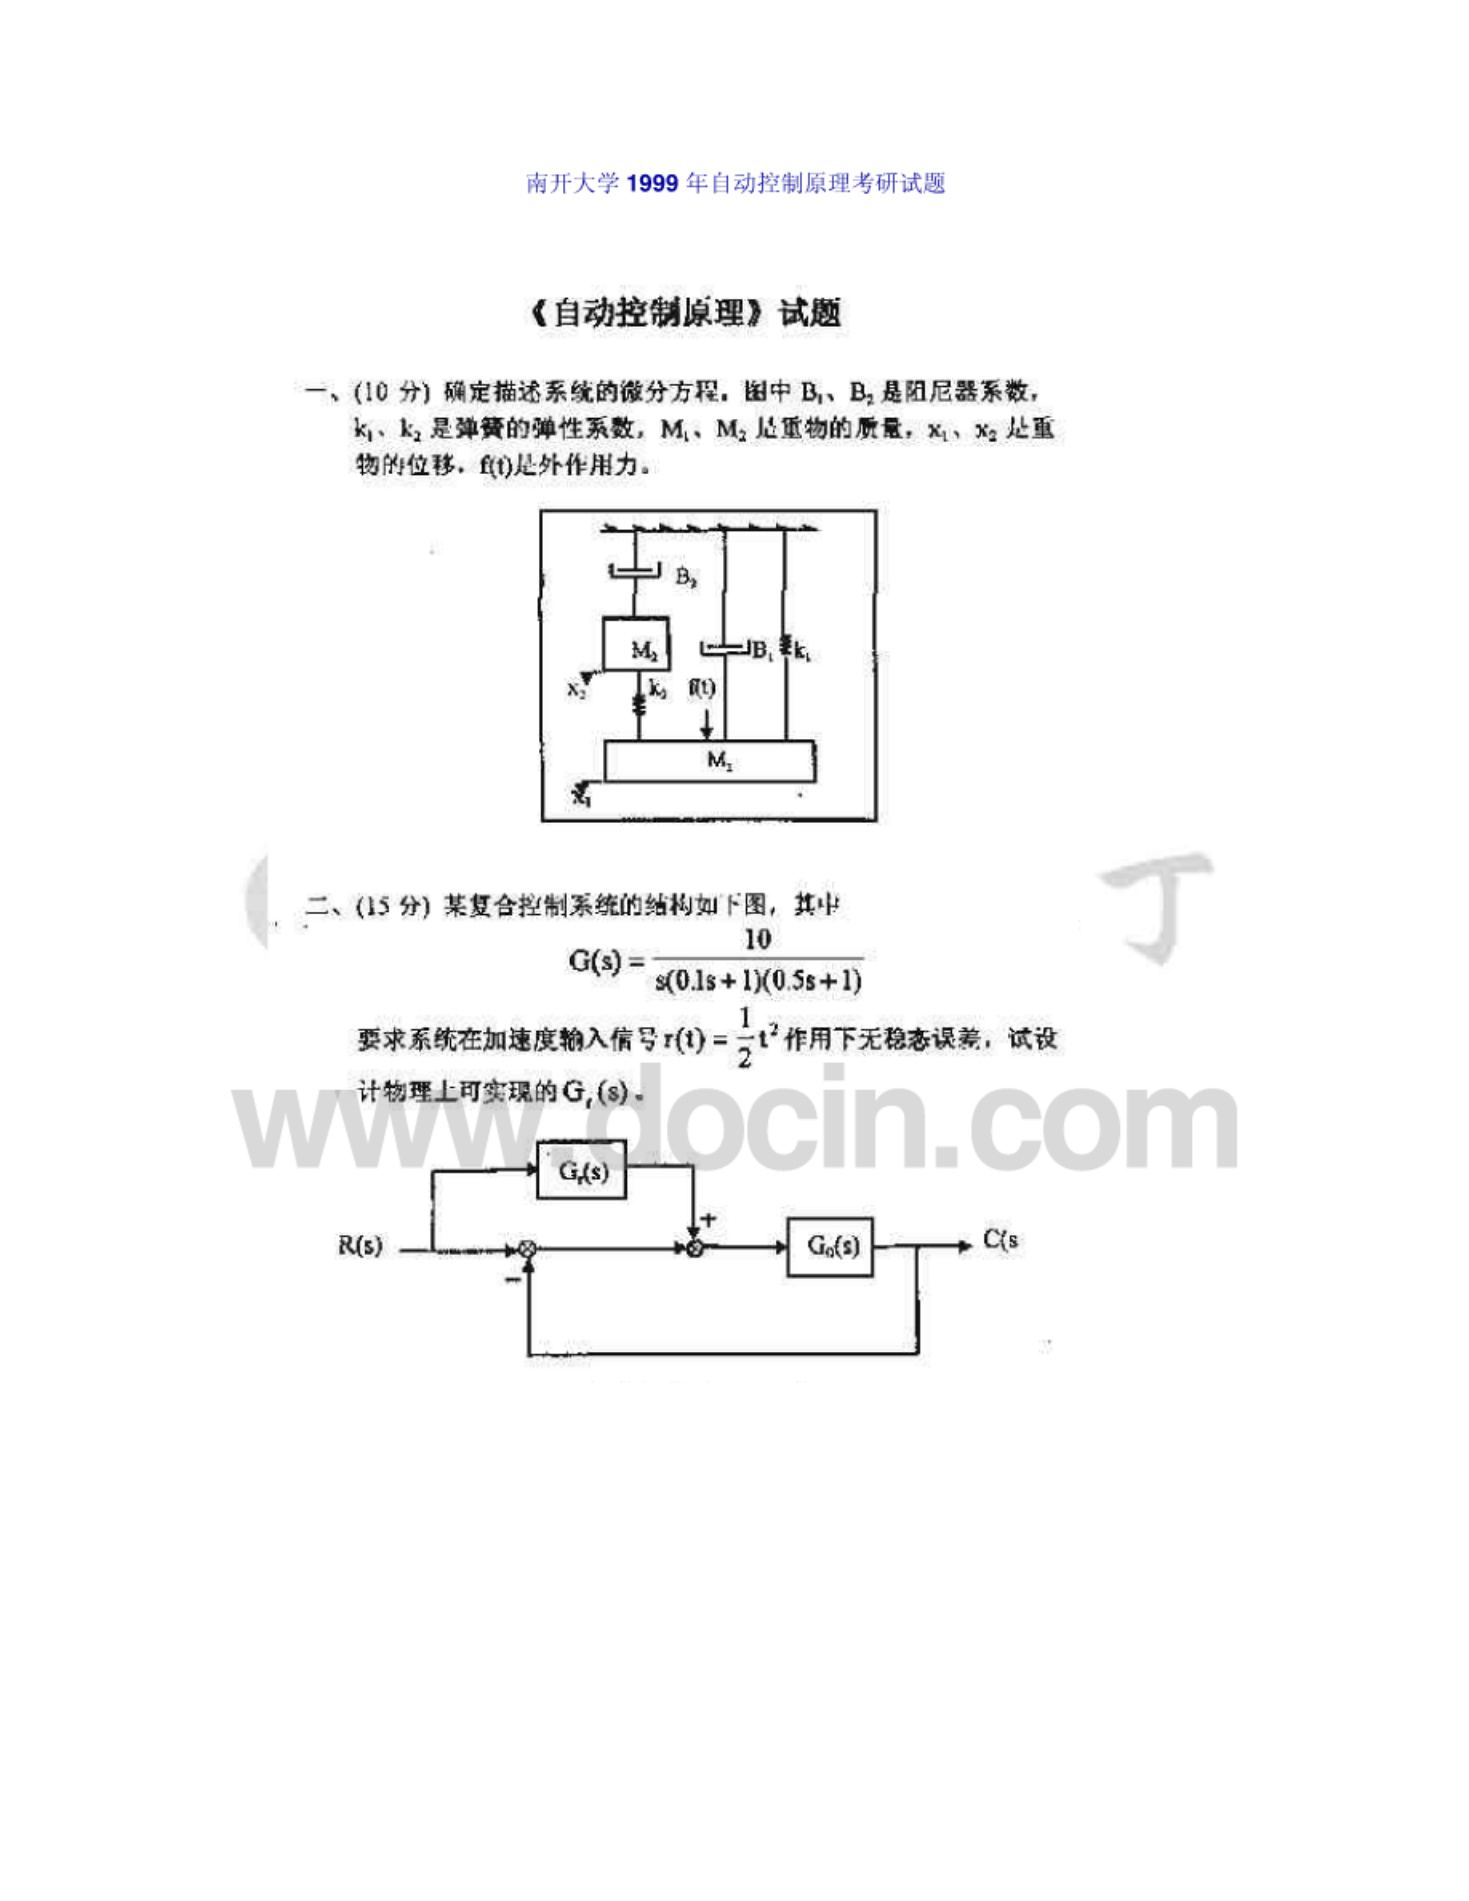 南开大学 1999 年自动控制原理考研试题
《自动控制原理》试题
一、(10 分) 确定描述系统的微分方程。图中 B₁、B₂ 是阻尼器系数，
k₁、k₂ 是弹簧的弹性系数，M₁、M₂ 是重物的质量，x₁、x₂ 是重
物的位移，f(t)是外作用力。
B₂
M₂
B₁
k₁
x₂
k₂
f(t)
M₁
x₁
二、(15 分) 某复合控制系统的结构如下图，其中
G(s) = 10 / s(0.1s+1)(0.5s+1)
要求系统在加速度输入信号 r(t) = 1/2 t² 作用下无稳态误差，试设
计物理上可实现的 Gᵣ(s)。
丁
www.docin.com
Gᵣ(s)
+
R(s)
G₀(s)
C(s
−